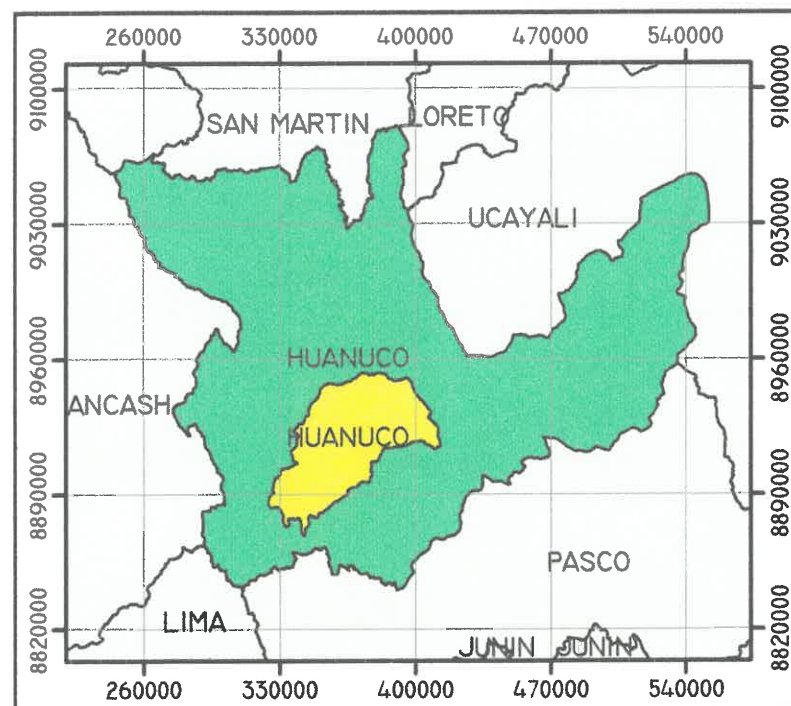 260000 330000 400000 470000 540000
9100000 9100000
SAN MARTIN LORETO
9030000 UCAYALI 9030000
HUANUCO
8960000 8960000
ANCASH HUANUCO
8890000 8890000
PASCO
LIMA
8820000 JUNIN JUNIN 8820000
260000 330000 400000 470000 540000